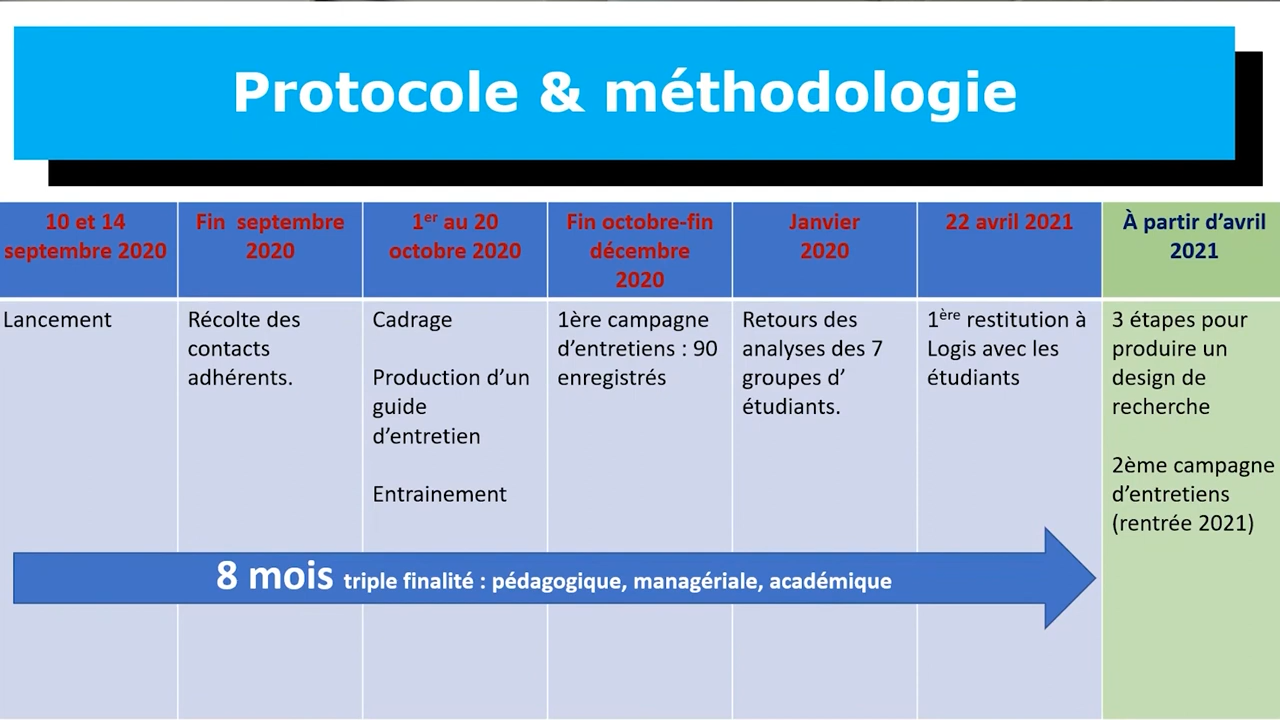 Protocole & méthodologie
10 et 14
septembre 2020
Fin septembre
2020
1er au 20
octobre 2020
Fin octobre-fin
décembre
2020
Janvier
2020
22 avril 2021
À partir d’avril
2021
Lancement
Récolte des
contacts
adhérents.
Cadrage
Production d’un
guide
d’entretien
Entrainement
1ère campagne
d’entretiens : 90
enregistrés
Retours des
analyses des 7
groupes d’
étudiants.
1ère restitution à
Logis avec les
étudiants
3 étapes pour
produire un
design de
recherche
2ème campagne
d’entretiens
(rentrée 2021)
8 mois triple finalité : pédagogique, managériale, académique